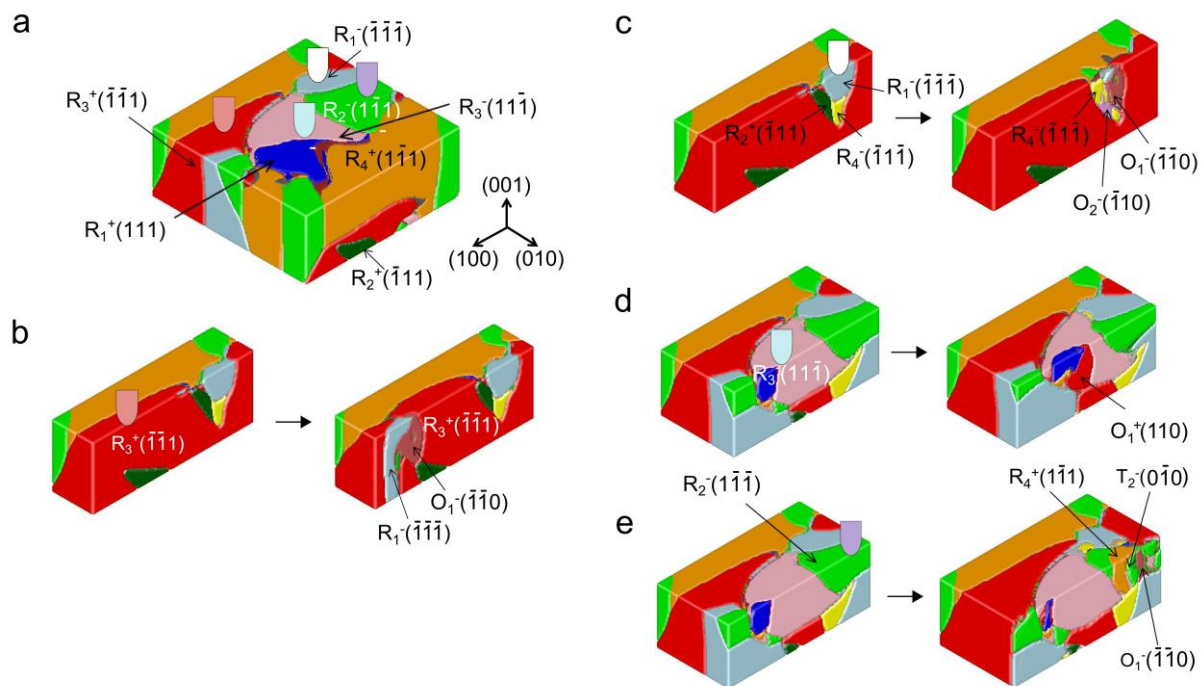 a
R₁⁻(1̅1̅1̅)
R₃⁺(1̅1̅1)
R₂⁻(11̅1̅)
R₃⁻(111̅)
R₄⁺(11̅1)
R₁⁺(111)
(001)
(100)
(010)
R₂⁺(1̅11)
b
R₃⁺(1̅1̅1)
R₃⁺(1̅1̅1)
O₁⁻(1̅1̅0)
R₁⁻(1̅1̅1̅)
c
R₁⁻(1̅1̅1̅)
R₂⁺(1̅11)
R₄⁻(1̅11̅)
R₄⁻(1̅11̅)
O₁⁻(1̅1̅0)
O₂⁻(1̅10)
d
R₃⁻(111̅)
O₁⁺(110)
e
R₂⁻(11̅1̅)
R₄⁺(11̅1)
T₂⁻(01̅0)
O₁⁻(1̅1̅0)